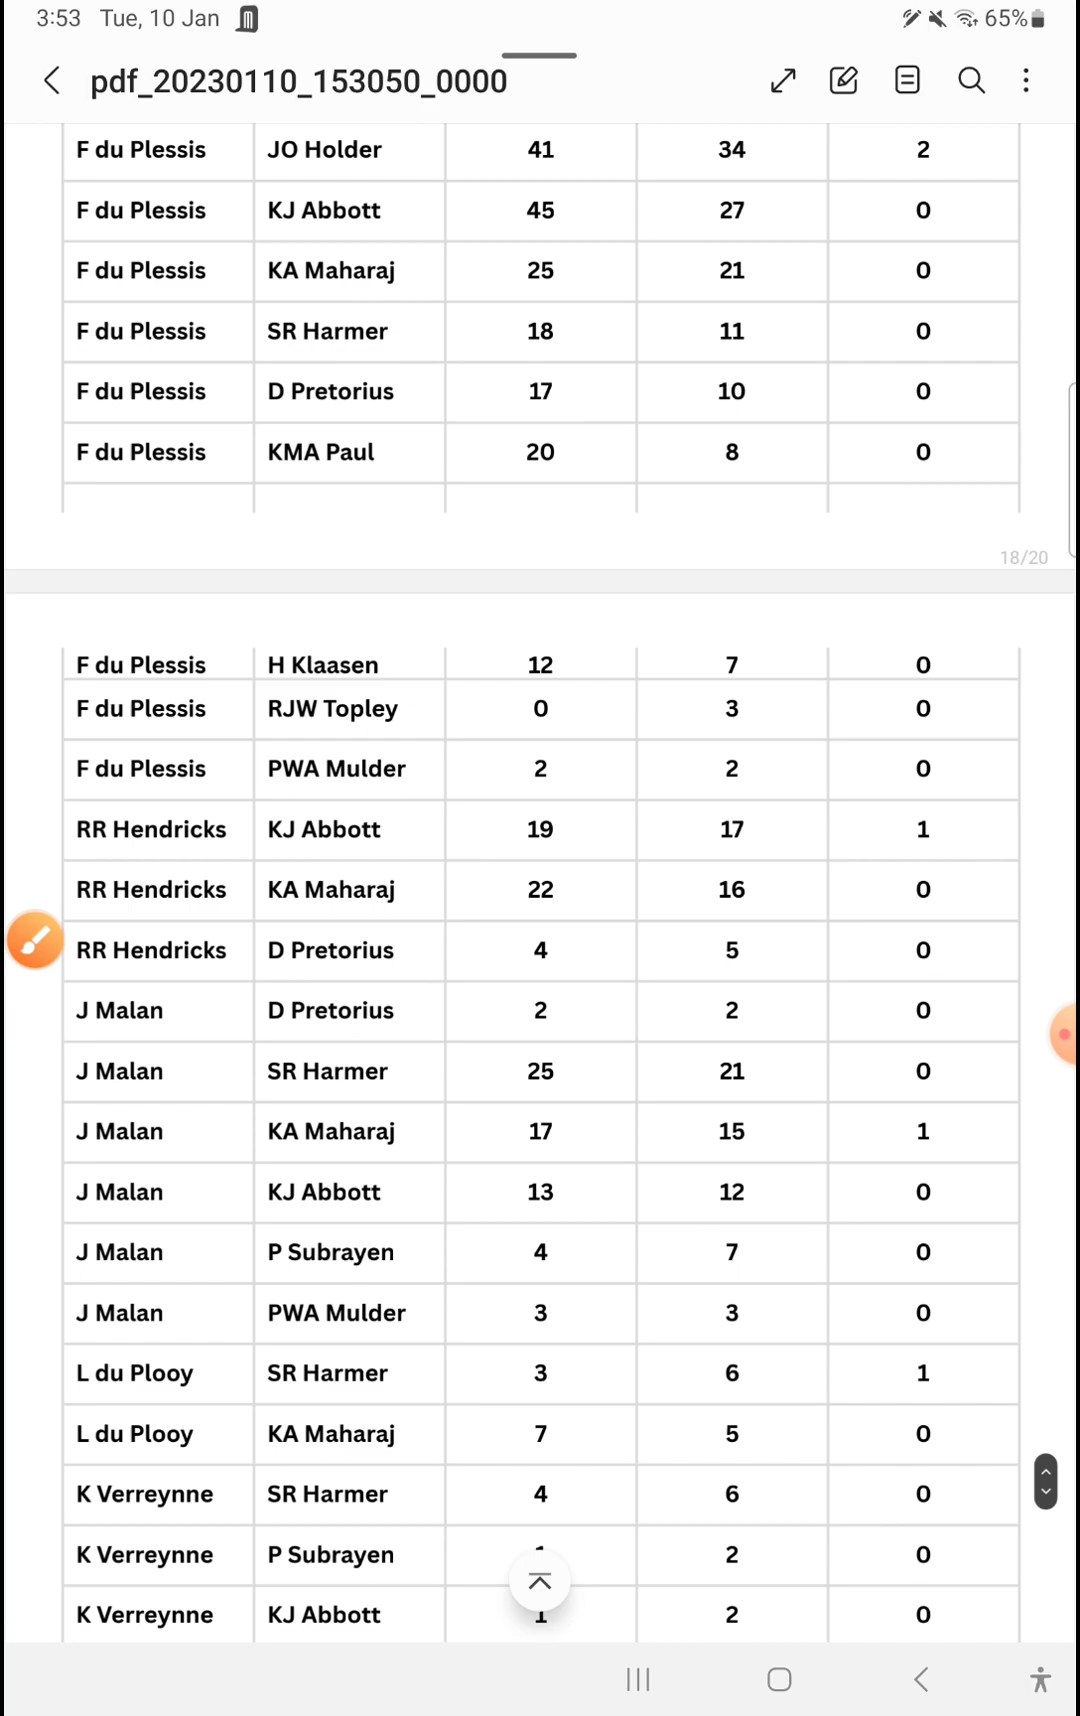 3:53 Tue, 10 Jan 65%
pdf_20230110_153050_0000
F du Plessis JO Holder 41 34 2
F du Plessis KJ Abbott 45 27 0
F du Plessis KA Maharaj 25 21 0
F du Plessis SR Harmer 18 11 0
F du Plessis D Pretorius 17 10 0
F du Plessis KMA Paul 20 8 0
18/20
F du Plessis H Klaasen 12 7 0
F du Plessis RJW Topley 0 3 0
F du Plessis PWA Mulder 2 2 0
RR Hendricks KJ Abbott 19 17 1
RR Hendricks KA Maharaj 22 16 0
RR Hendricks D Pretorius 4 5 0
J Malan D Pretorius 2 2 0
J Malan SR Harmer 25 21 0
J Malan KA Maharaj 17 15 1
J Malan KJ Abbott 13 12 0
J Malan P Subrayen 4 7 0
J Malan PWA Mulder 3 3 0
L du Plooy SR Harmer 3 6 1
L du Plooy KA Maharaj 7 5 0
K Verreynne SR Harmer 4 6 0
K Verreynne P Subrayen 2 0
K Verreynne KJ Abbott 1 2 0